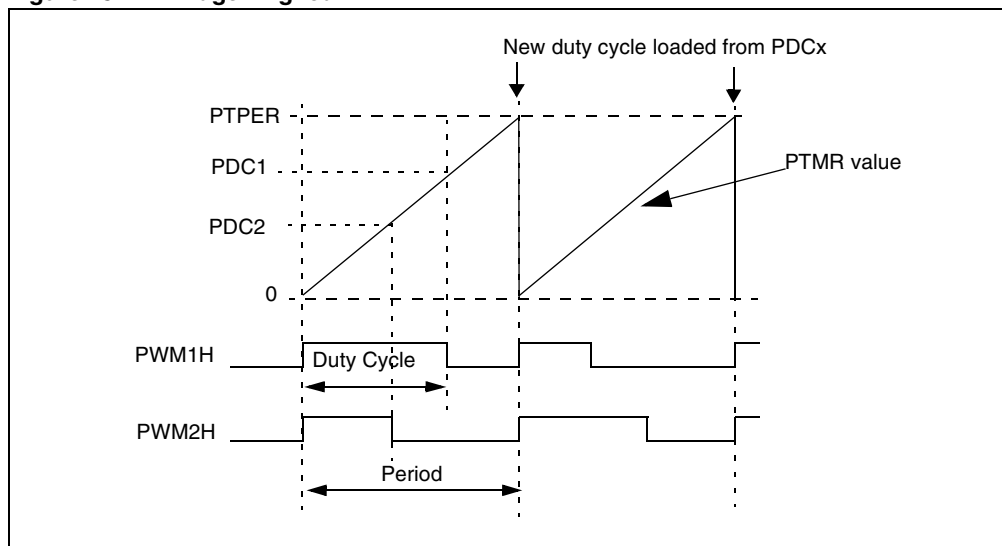 New duty cycle loaded from PDCx
PTPER
PDC1
PTMR value
PDC2
0
PWM1H
Duty Cycle
PWM2H
Period